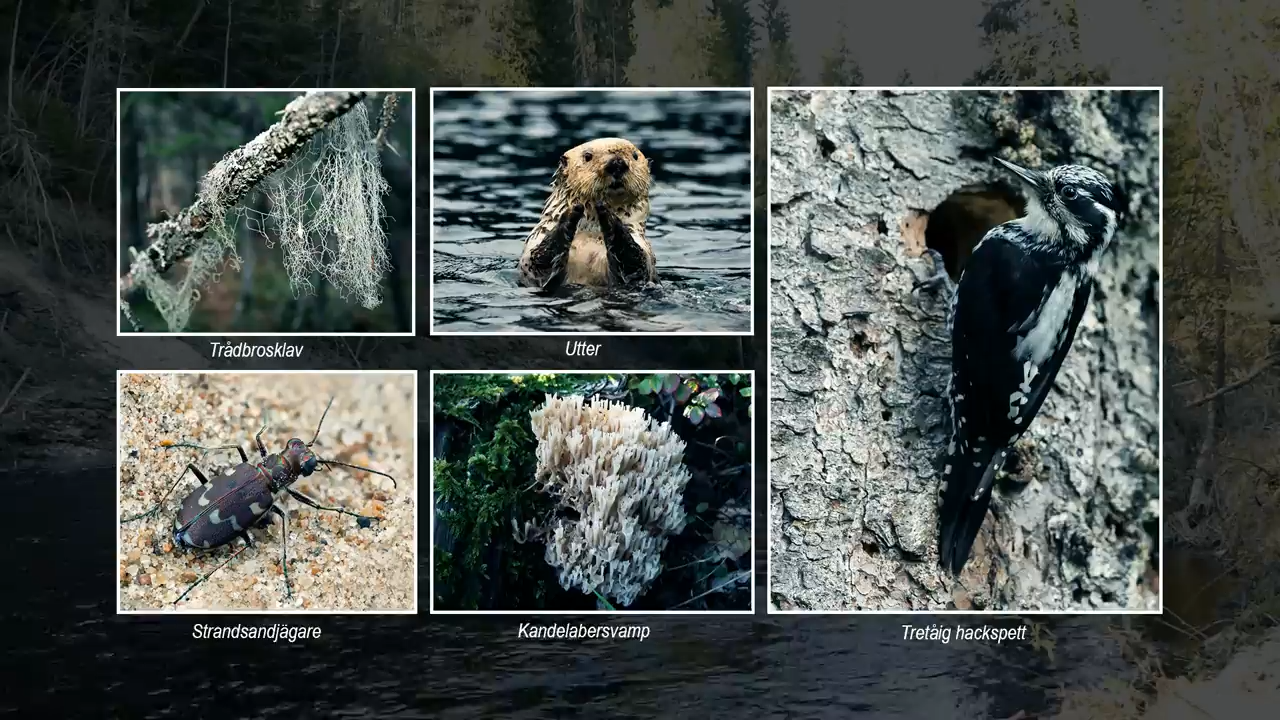 Trådbrosklav
Utter
Strandsandjägare
Kandelabersvamp
Tretåig hackspett